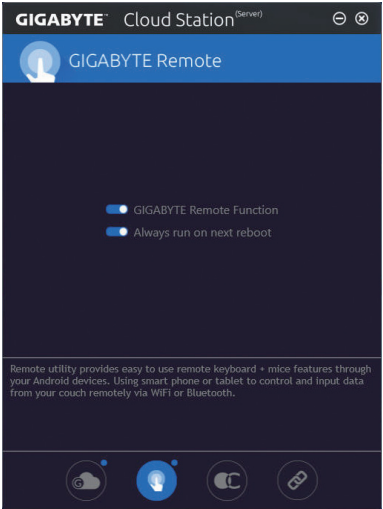 GIGABYTE™ Cloud Station (Server)
GIGABYTE Remote
GIGABYTE Remote Function
Always run on next reboot
Remote utility provides easy to use remote keyboard + mice features through
your Android devices. Using smart phone or tablet to control and input data
from your couch remotely via WiFi or Bluetooth.
G